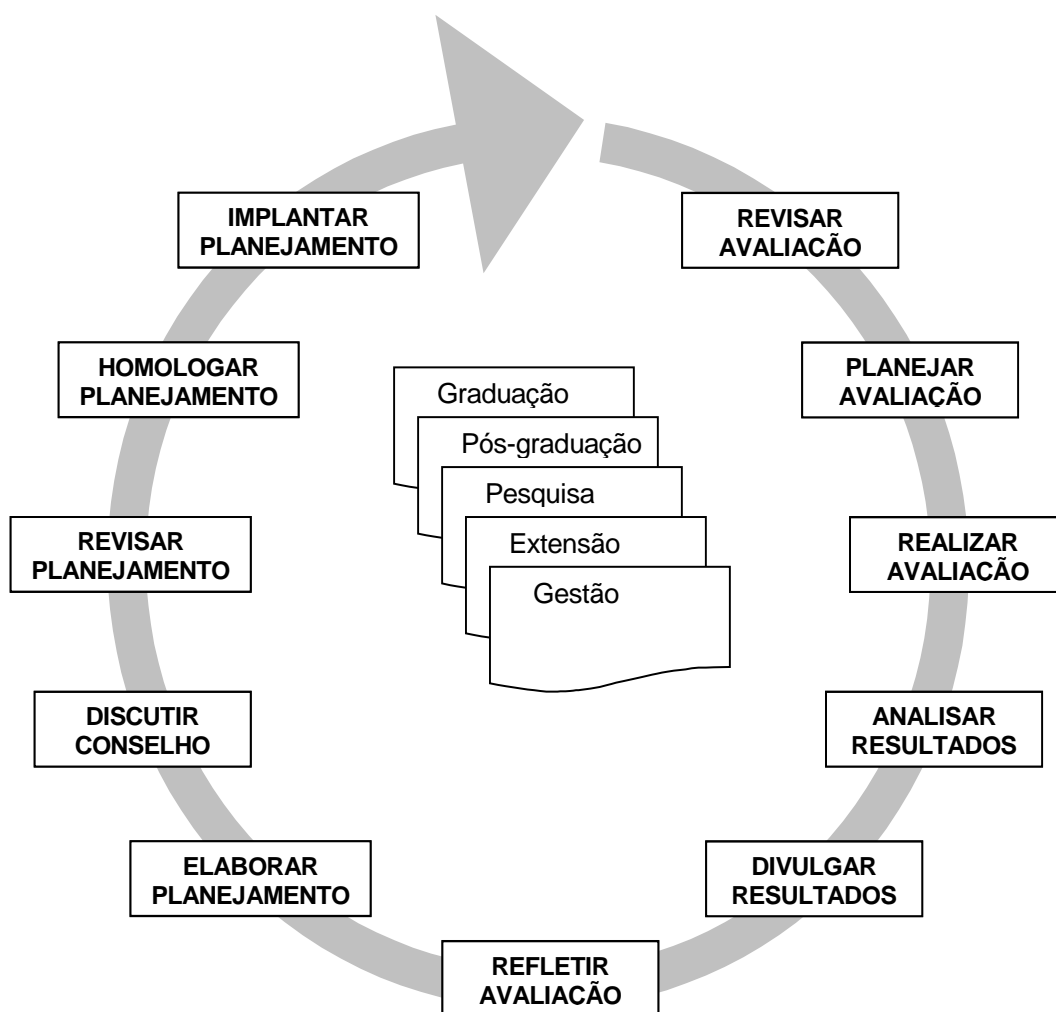 REVISAR
AVALIAÇÃO
PLANEJAR
AVALIAÇÃO
REALIZAR
AVALIAÇÃO
ANALISAR
RESULTADOS
DIVULGAR
RESULTADOS
REFLETIR
AVALIAÇÃO
ELABORAR
PLANEJAMENTO
DISCUTIR
CONSELHO
REVISAR
PLANEJAMENTO
HOMOLOGAR
PLANEJAMENTO
IMPLANTAR
PLANEJAMENTO
Graduação
Pós-graduação
Pesquisa
Extensão
Gestão